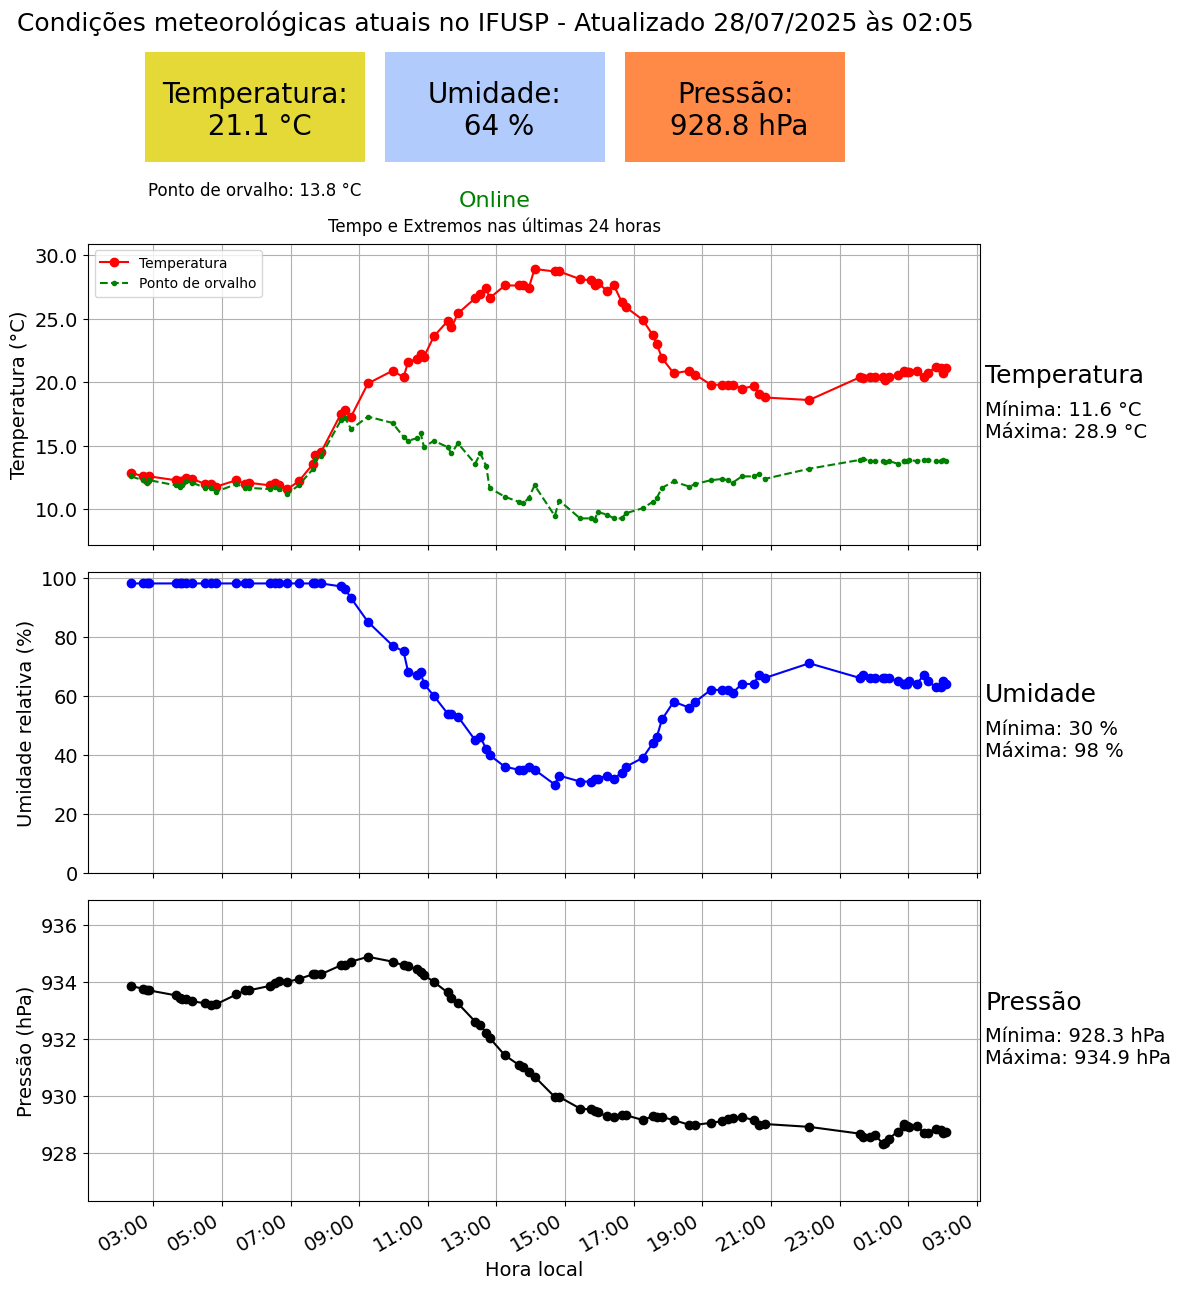 Condições meteorológicas atuais no IFUSP - Atualizado 28/07/2025 às 02:05
Temperatura:
21.1 °C
Umidade:
64 %
Pressão:
928.8 hPa
Ponto de orvalho: 13.8 °C
Online
Tempo e Extremos nas últimas 24 horas
Temperatura (°C)
30.0
25.0
20.0
15.0
10.0
Temperatura
Ponto de orvalho
Temperatura
Mínima: 11.6 °C
Máxima: 28.9 °C
Umidade relativa (%)
100
80
60
40
20
0
Umidade
Mínima: 30 %
Máxima: 98 %
Pressão (hPa)
936
934
932
930
928
Pressão
Mínima: 928.3 hPa
Máxima: 934.9 hPa
03:00 05:00 07:00 09:00 11:00 13:00 15:00 17:00 19:00 21:00 23:00 01:00 03:00
Hora local